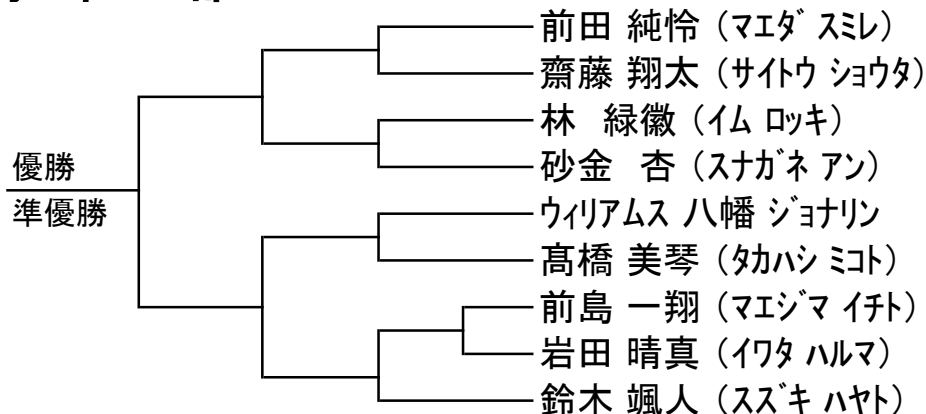 前田 純怜（マエダ スミレ）
齋藤 翔太（サイトウ ショウタ）
林　緑徽（イム ロッキ）
砂金　杏（スナガネ アン）
優勝
準優勝
ウィリアムス 八幡 ジョナリン
髙橋 美琴（タカハシ ミコト）
前島 一翔（マエジマ イチト）
岩田 晴真（イワタ ハルマ）
鈴木 颯人（スズキ ハヤト）